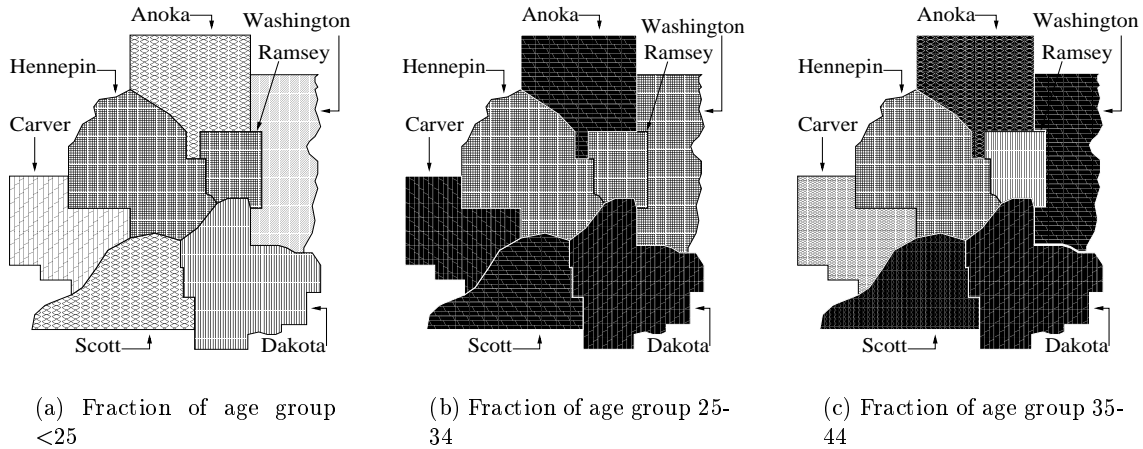 Anoka
Washington
Ramsey
Hennepin
Carver
Scott
Dakota
(a) Fraction of age group
<25
Anoka
Washington
Ramsey
Hennepin
Carver
Scott
Dakota
(b) Fraction of age group 25-
34
Anoka
Washington
Ramsey
Hennepin
Carver
Scott
Dakota
(c) Fraction of age group 35-
44